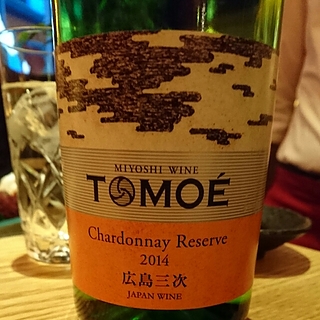 MIYOSHI WINE
TOMOÉ
Chardonnay Reserve
2014
広島三次
JAPAN WINE